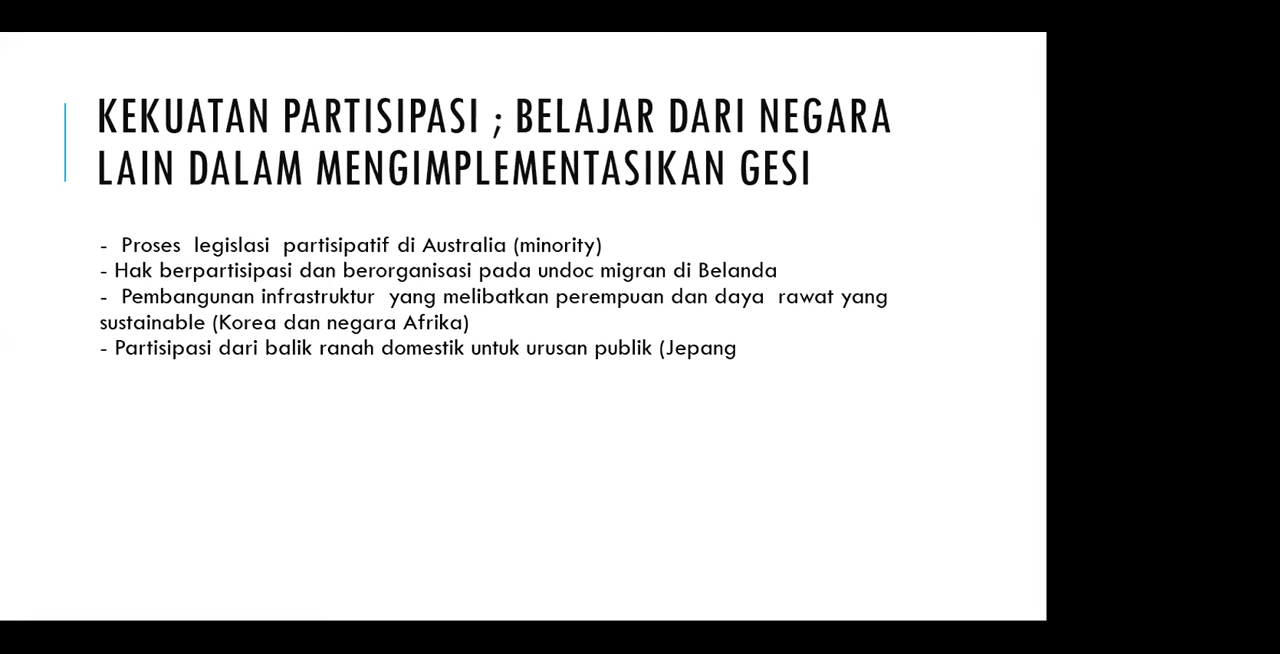 KEKUATAN PARTISIPASI ; BELAJAR DARI NEGARA
LAIN DALAM MENGIMPLEMENTASIKAN GESI
- Proses legislasi partisipatif di Australia (minority)
- Hak berpartisipasi dan berorganisasi pada undoc migran di Belanda
- Pembangunan infrastruktur yang melibatkan perempuan dan daya rawat yang
sustainable (Korea dan negara Afrika)
- Partisipasi dari balik ranah domestik untuk urusan publik (Jepang